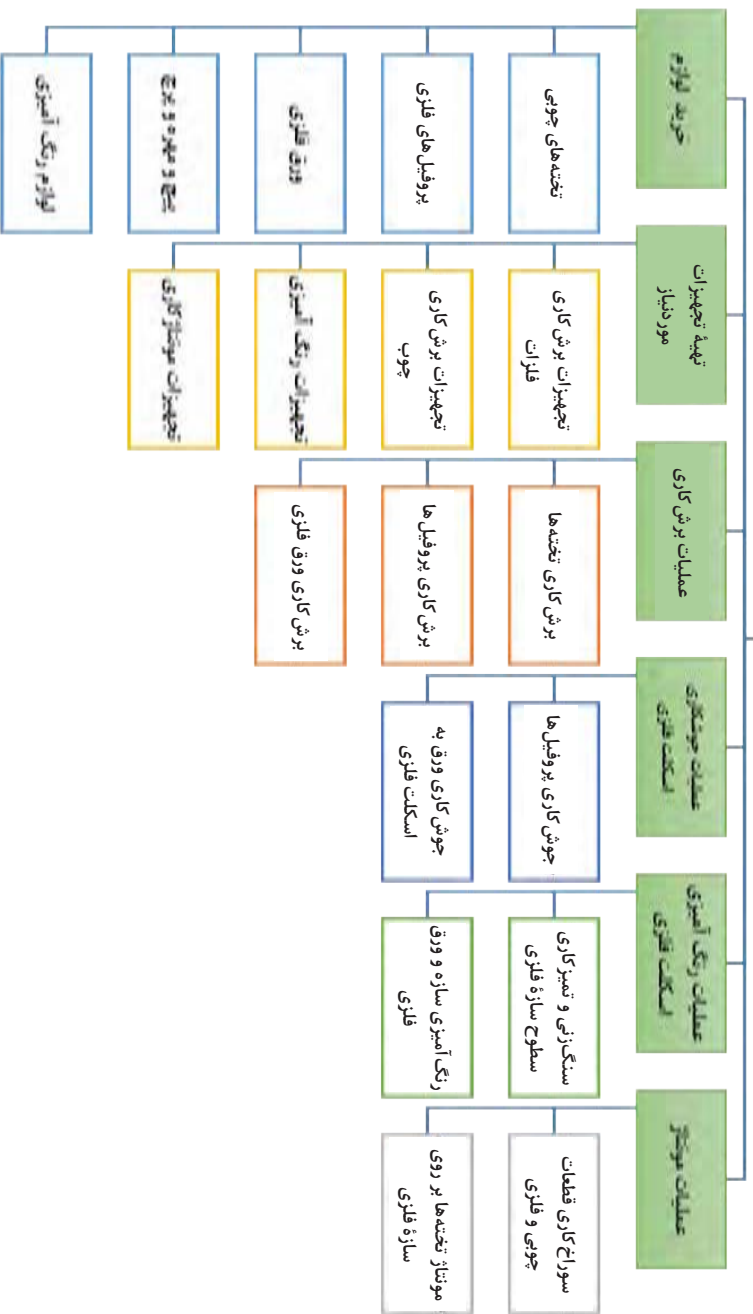 خرید لوازم
تخته‌های چوبی
پروفیل‌های فلزی
ورق فلزی
پیچ و مهره و پرچ
لوازم رنگ آمیزی
تهیۀ تجهیزات
موردنیاز
تجهیزات برش‌کاری
فلزات
تجهیزات برش‌کاری
چوب
تجهیزات رنگ آمیزی
تجهیزات مونتاژکاری
عملیات برش‌کاری
برش‌کاری تخته‌ها
برش‌کاری پروفیل‌ها
برش‌کاری ورق فلزی
عملیات جوشکاری
اسکلت فلزی
جوش‌کاری پروفیل‌ها
جوش‌کاری ورق به
اسکلت فلزی
عملیات رنگ آمیزی
اسکلت فلزی
سنگ‌زنی و تمیزکاری
سطوح سازۀ فلزی
رنگ‌آمیزی سازه و ورق
فلزی
عملیات مونتاژ
سوراخ‌کاری قطعات
چوبی و فلزی
مونتاژ تخته‌ها بر روی
سازۀ فلزی